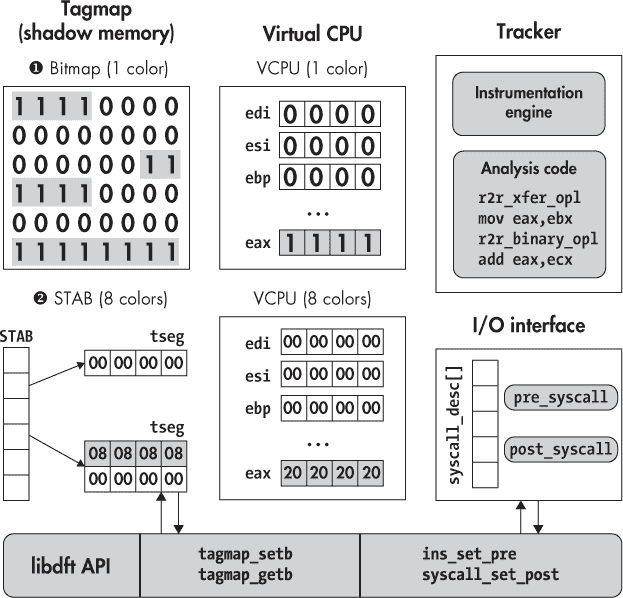 Tagmap
(shadow memory)
Virtual CPU
Tracker
❶ Bitmap (1 color)
1 1 1 1 0 0 0 0
0 0 0 0 0 0 0 0
0 0 0 0 0 0 1 1
1 1 1 1 0 0 0 0
0 0 0 0 0 0 0 0
1 1 1 1 1 1 1 1
VCPU (1 color)
edi 0 0 0 0
esi 0 0 0 0
ebp 0 0 0 0
...
eax 1 1 1 1
Instrumentation
engine
Analysis code
r2r_xfer_opl
mov eax,ebx
r2r_binary_opl
add eax,ecx
❷ STAB (8 colors)
STAB
tseg
00 00 00 00
tseg
08 08 08 08
00 00 00 00
VCPU (8 colors)
edi 00 00 00 00
esi 00 00 00 00
ebp 00 00 00 00
...
eax 20 20 20 20
I/O interface
syscall_desc[]
pre_syscall
post_syscall
libdft API
tagmap_setb
tagmap_getb
ins_set_pre
syscall_set_post